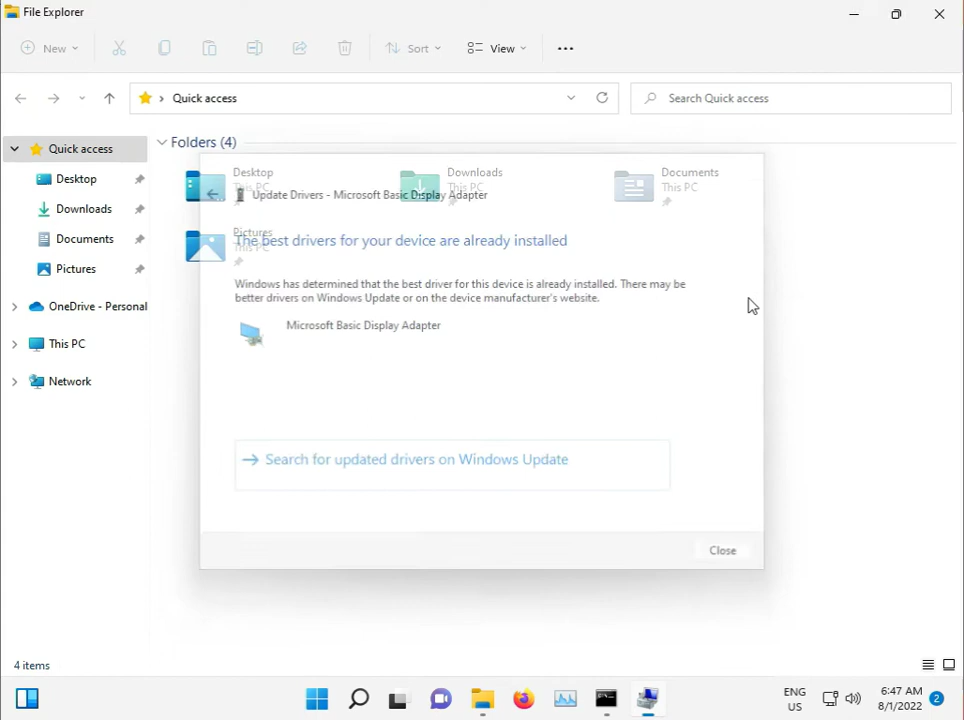 File Explorer
New
Sort
View
Quick access
Search Quick access
Quick access
Desktop
Downloads
Documents
Pictures
OneDrive - Personal
This PC
Network
Folders (4)
Desktop
This PC
Downloads
This PC
Documents
This PC
Pictures
This PC
Update Drivers - Microsoft Basic Display Adapter
The best drivers for your device are already installed
Windows has determined that the best driver for this device is already installed. There may be
better drivers on Windows Update or on the device manufacturer's website.
Microsoft Basic Display Adapter
Search for updated drivers on Windows Update
Close
4 items
ENG
US
6:47 AM
8/1/2022
2